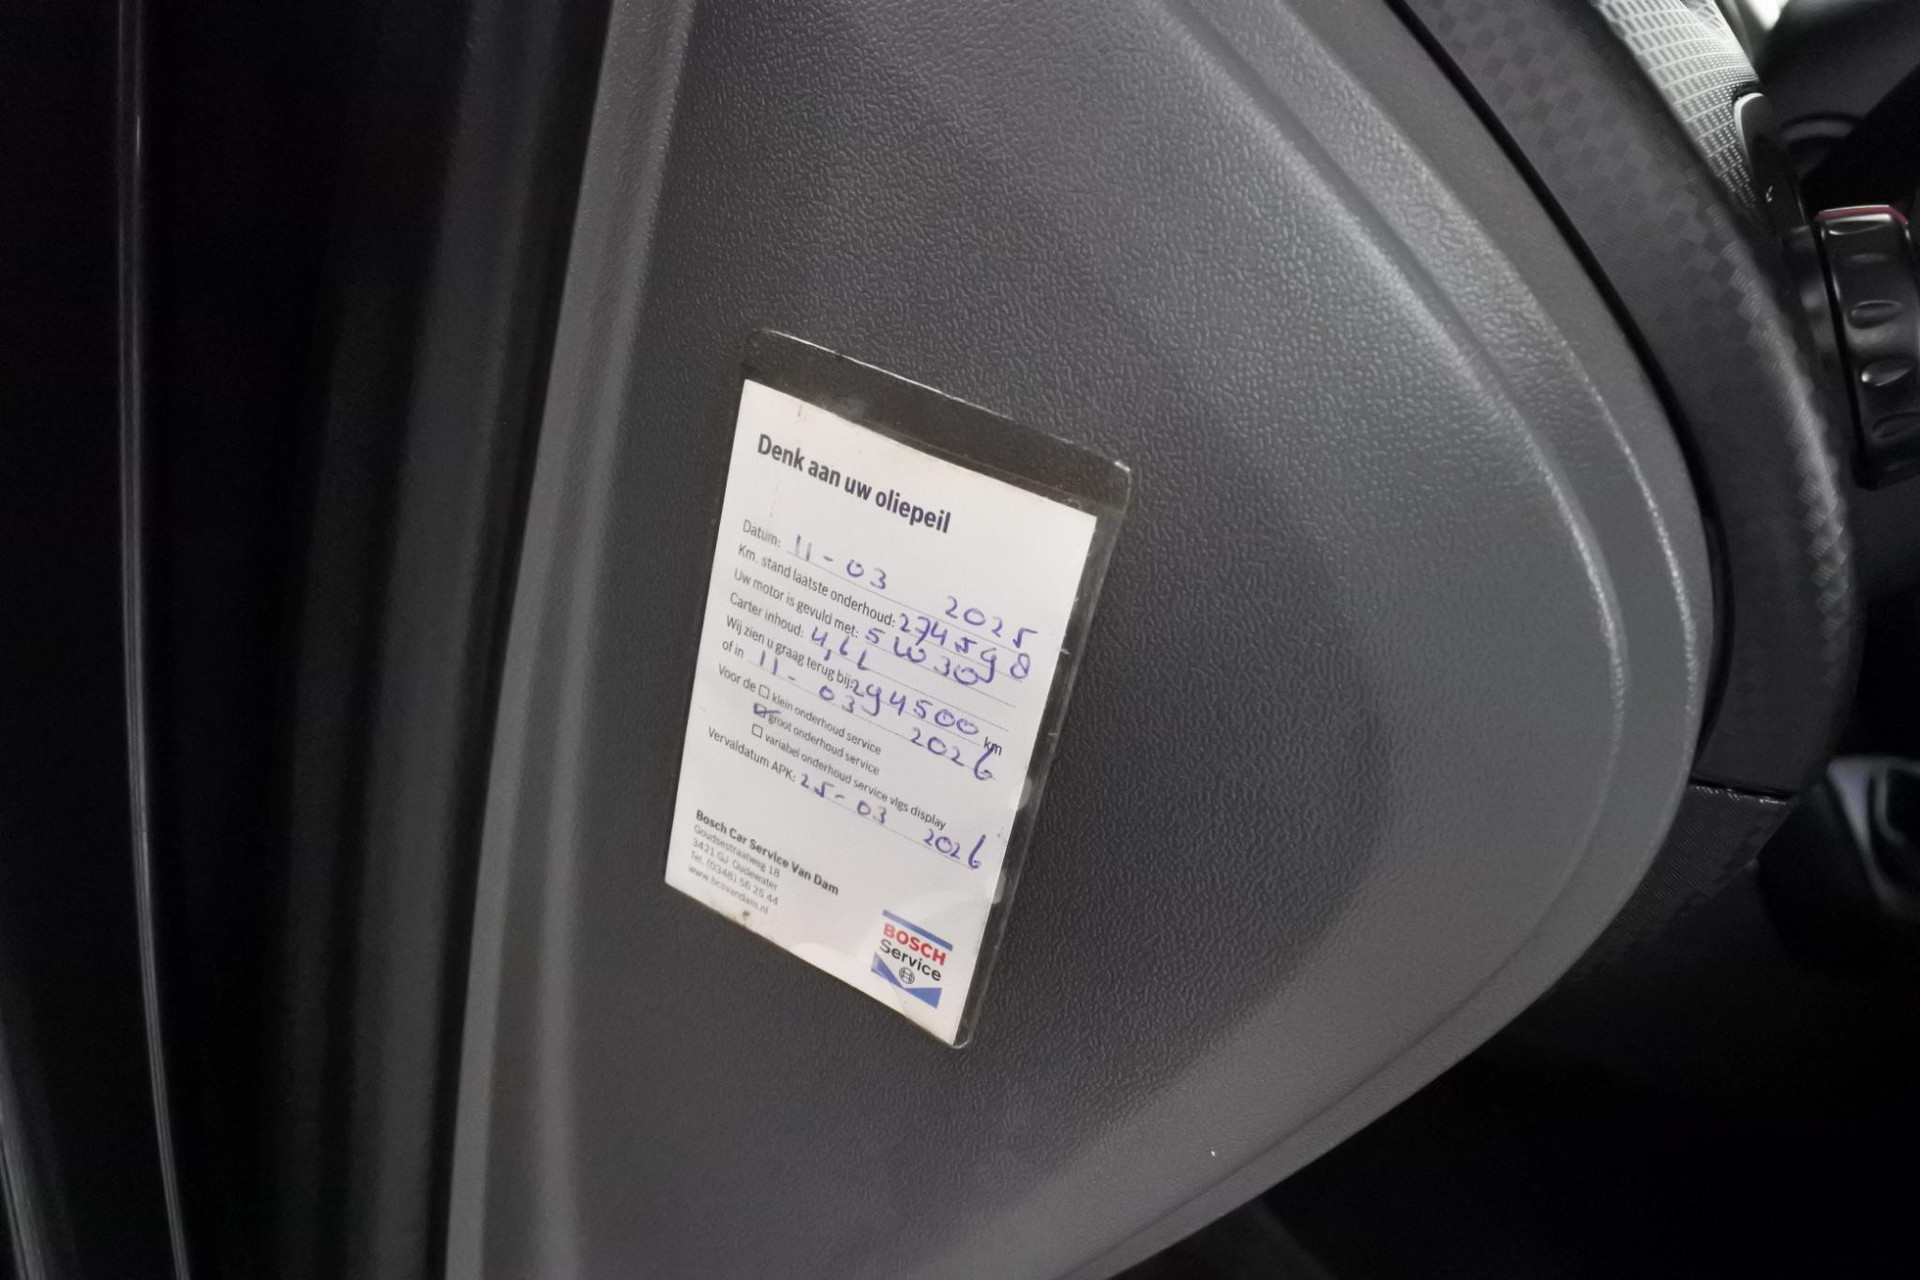 Denk aan uw oliepeil
Datum: 11-03 2025
Km. stand laatste onderhoud: 274598
Uw motor is gevuld met: 5W30
Carter inhoud: 4,6 L
Wij zien u graag terug bij: 294500 km
of in 11-03 2026
Voor de klein onderhoud service
groot onderhoud service
variabel onderhoud service vlgs display
Vervaldatum APK: 25-03 2026
Bosch Car Service Van Dam
Goudsestraatweg 18
3421 GJ Oudewater
Tel. (0348) 56 25 44
www.bcsvandam.nl
BOSCH
Service